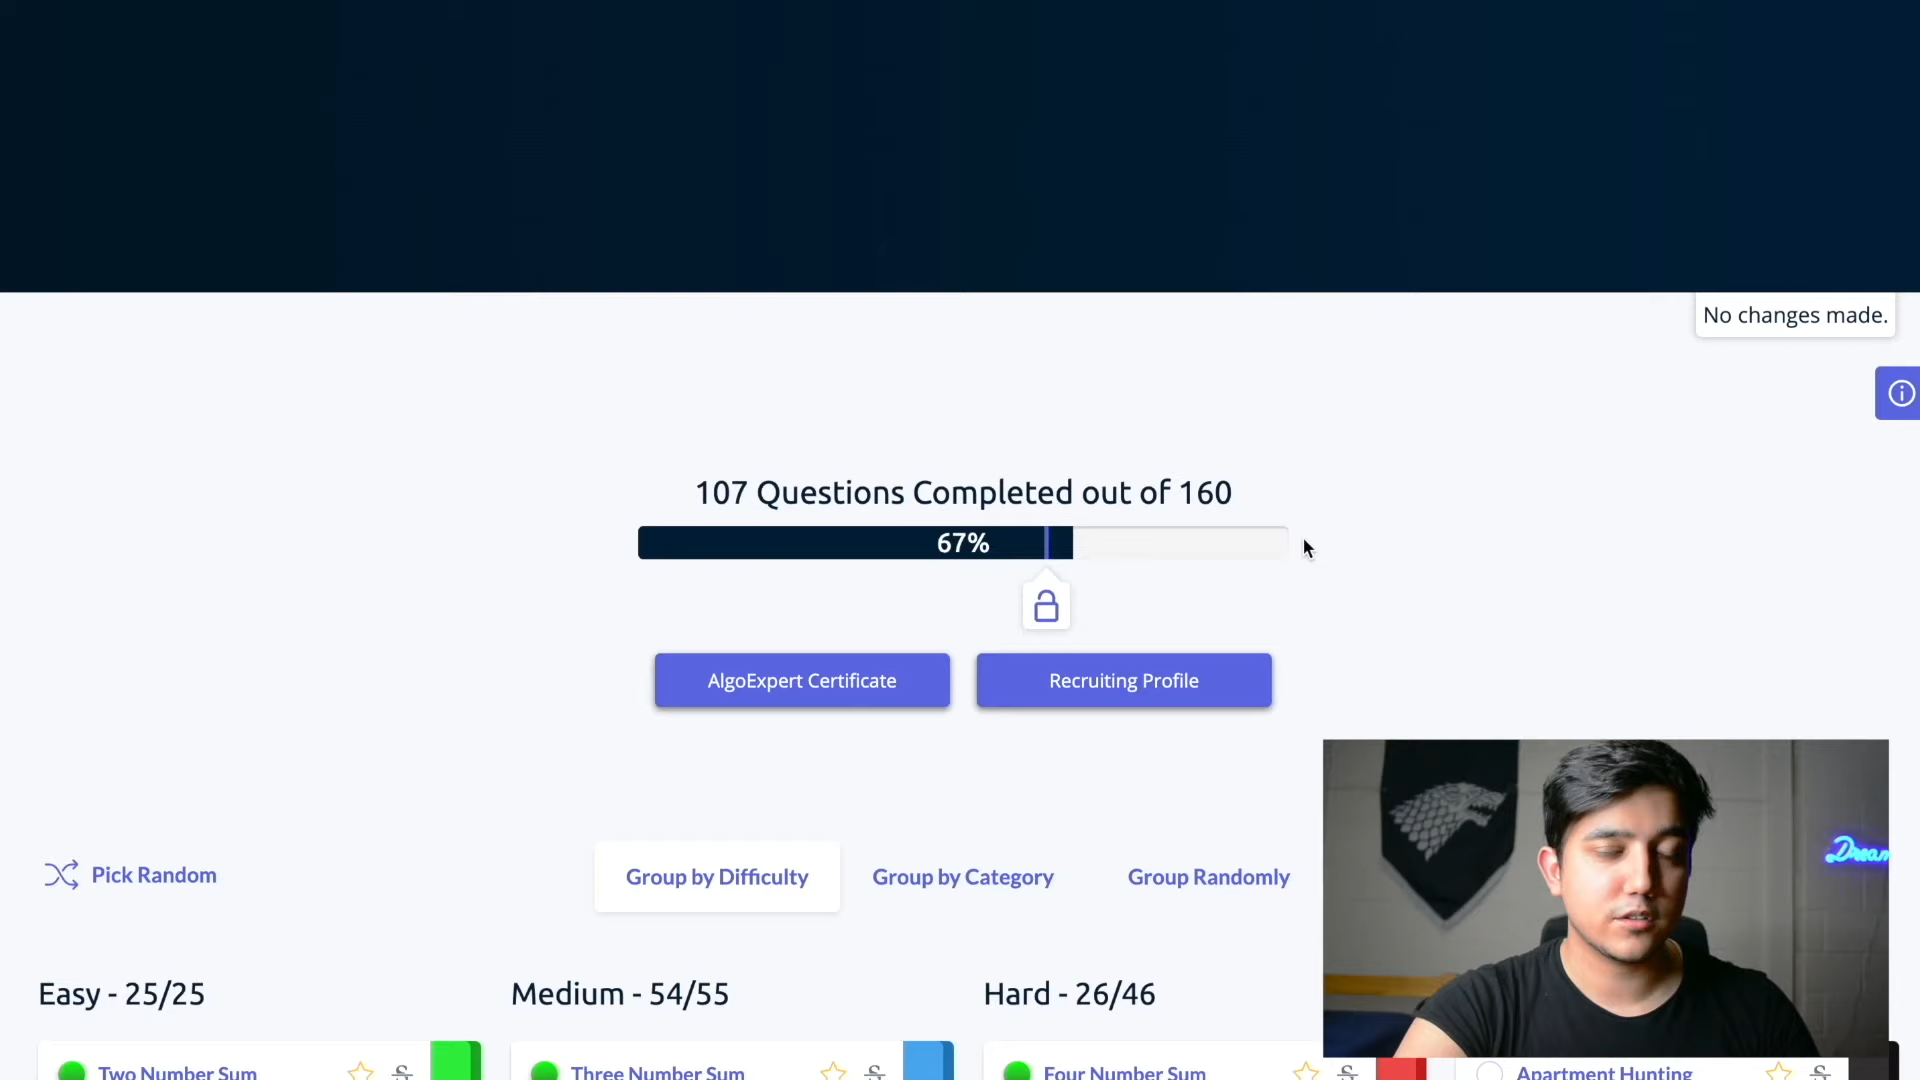 No changes made.
107 Questions Completed out of 160
67%
AlgoExpert Certificate
Recruiting Profile
Pick Random
Group by Difficulty
Group by Category
Group Randomly
Dream
Easy - 25/25
Medium - 54/55
Hard - 26/46
Two Number Sum
Three Number Sum
Four Number Sum
Apartment Hunting